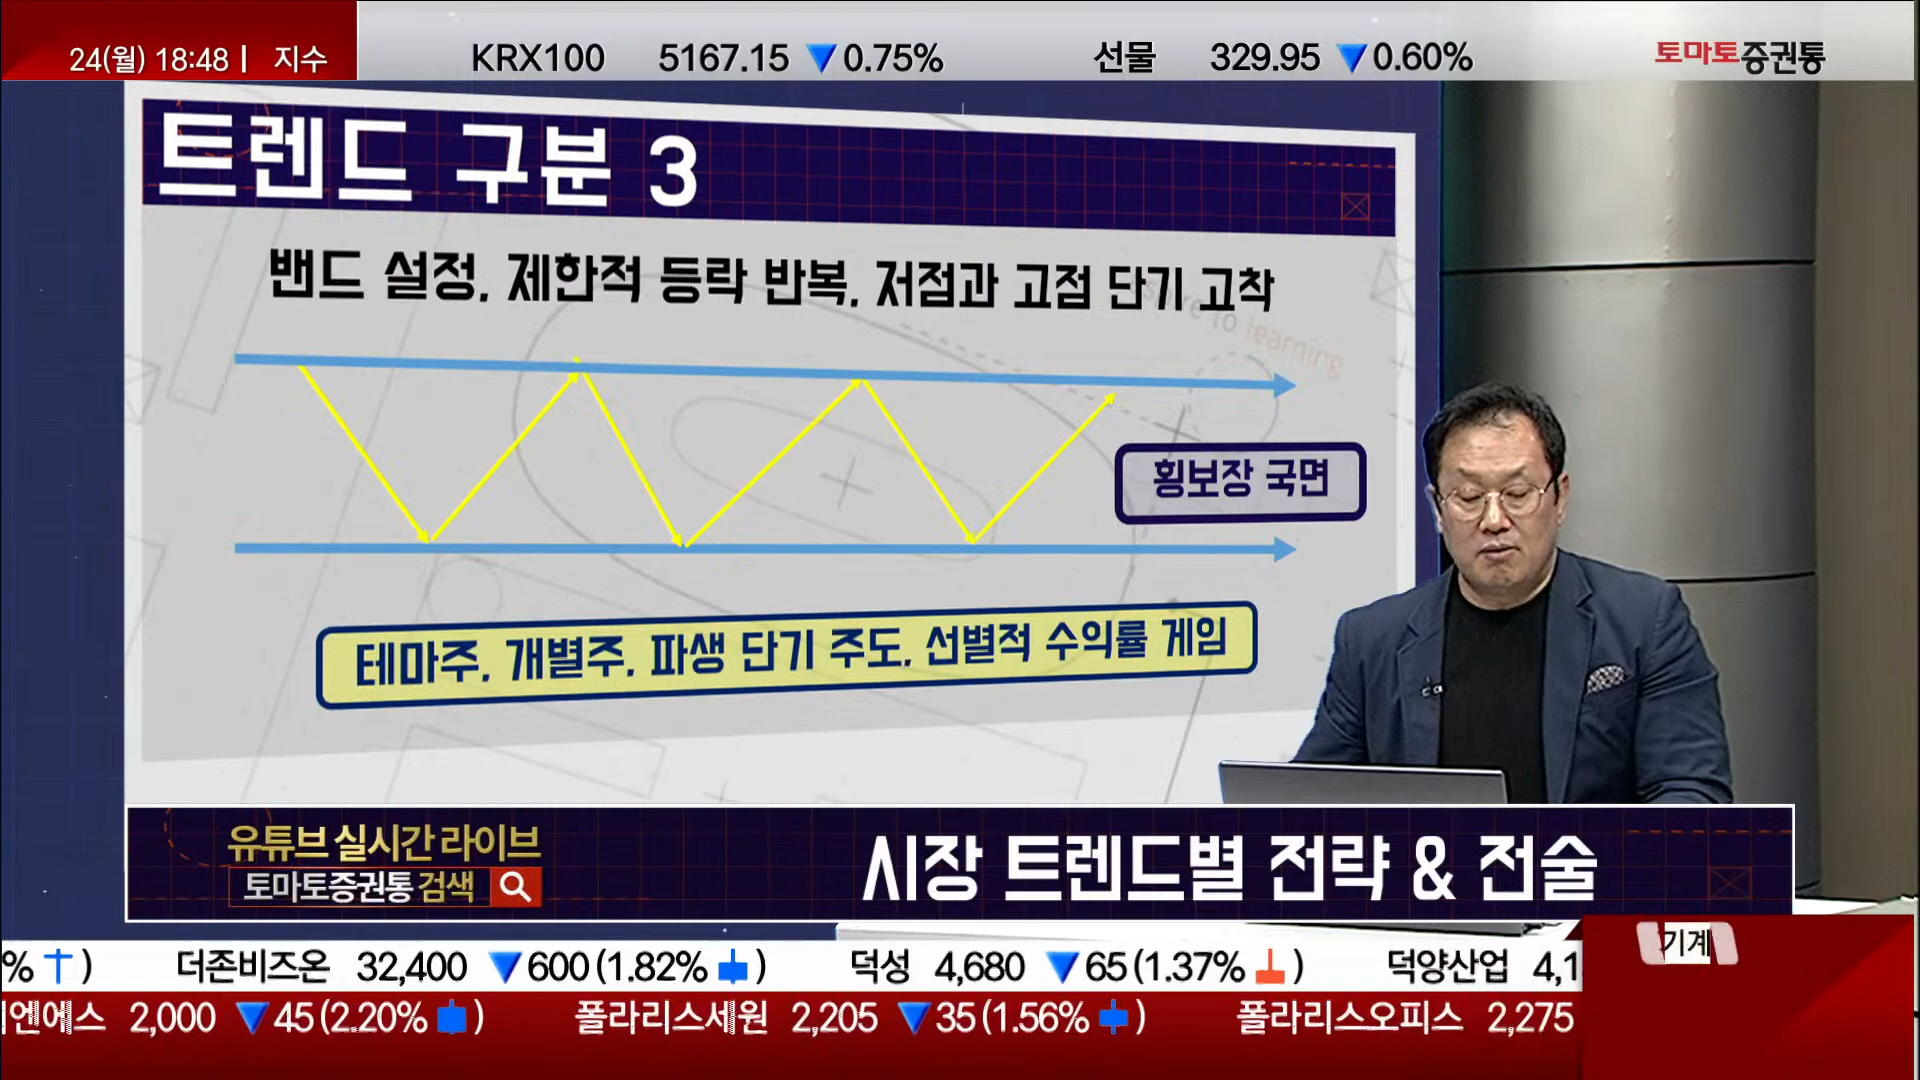 24(월) 18:48 | 지수 KRX100 5167.15 ▼0.75% 선물 329.95 ▼0.60% 토마토증권통
트렌드 구분 3
밴드 설정, 제한적 등락 반복, 저점과 고점 단기 고착
learning
횡보장 국면
테마주, 개별주, 파생 단기 주도, 선별적 수익률 게임
유튜브 실시간 라이브
토마토증권통 검색
시장 트렌드별 전략 & 전술
기계
% ) 더존비즈온 32,400 ▼600(1.82% ) 덕성 4,680 ▼65(1.37% ) 덕양산업 4,1
엔에스 2,000 ▼45(2.20% ) 폴라리스세원 2,205 ▼35(1.56% ) 폴라리스오피스 2,275